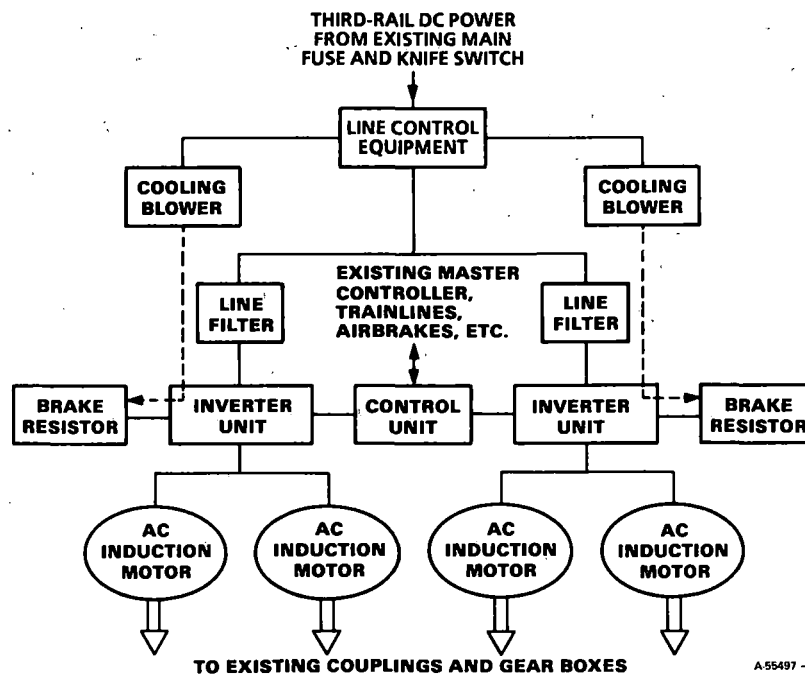 THIRD-RAIL DC POWER
FROM EXISTING MAIN
FUSE AND KNIFE SWITCH
LINE CONTROL
EQUIPMENT
COOLING
BLOWER
COOLING
BLOWER
LINE
FILTER
EXISTING MASTER
CONTROLLER,
TRAINLINES,
AIRBRAKES, ETC.
LINE
FILTER
BRAKE
RESISTOR
INVERTER
UNIT
CONTROL
UNIT
INVERTER
UNIT
BRAKE
RESISTOR
AC
INDUCTION
MOTOR
AC
INDUCTION
MOTOR
AC
INDUCTION
MOTOR
AC
INDUCTION
MOTOR
TO EXISTING COUPLINGS AND GEAR BOXES
A-55497 -